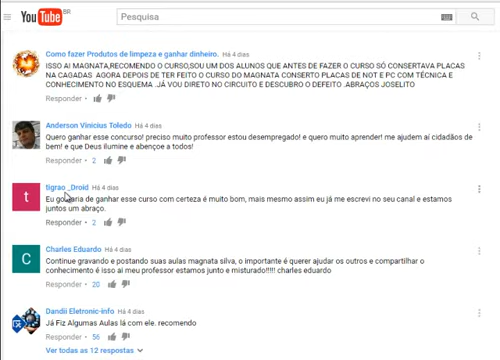 YouTube BR
Pesquisa
Como fazer Produtos de limpeza e ganhar dinheiro. Há 4 dias
ISSO AI MAGNATA,RECOMENDO O CURSO,SOU UM DOS ALUNOS QUE ANTES DE FAZER O CURSO SÓ CONSERTAVA PLACAS
NA CAGADAS AGORA DEPOIS DE TER FEITO O CURSO DO MAGNATA CONSERTO PLACAS DE NOT E PC COM TÉCNICA E
CONHECIMENTO NO ESQUEMA .JÁ VOU DIRETO NO CIRCUITO E DESCUBRO O DEFEITO .ABRAÇOS JOSELITO
Responder •
Anderson Vinicius Toledo Há 4 dias
Quero ganhar esse concurso! preciso muito professor estou desempregado! e quero muito aprender! me ajudem aí cidadãos de
bem! e que Deus ilumine e abençoe a todos!
Responder • 2
t
tigrao _Droid Há 4 dias
Eu gostaria de ganhar esse curso com certeza é muito bom, mais mesmo assim eu já me escrevi no seu canal e estamos
juntos um abraço.
Responder • 2
C
Charles Eduardo Há 4 dias
Continue gravando e postando suas aulas magnata silva, o importante é querer ajudar os outros e compartilhar o
conhecimento é isso ai meu professor estamos junto e misturado!!!!! charles eduardo
Responder • 20
Dandii Eletronic-info Há 4 dias
Já Fiz Algumas Aulas lá com ele. recomendo
Responder • 56
Ver todas as 12 respostas